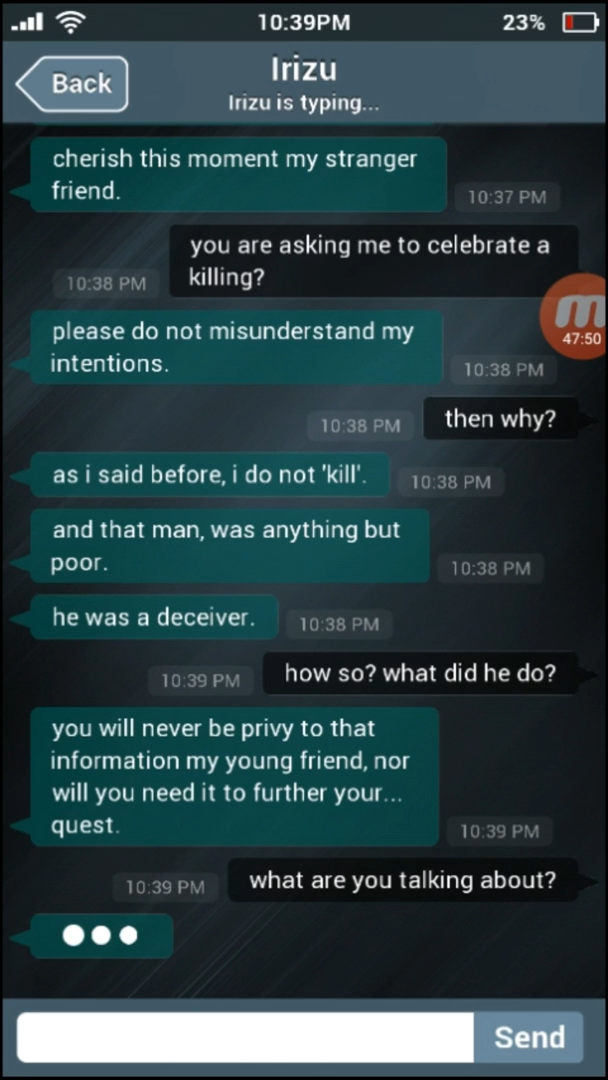 10:39PM
23%
Back
Irizu
Irizu is typing...
cherish this moment my stranger
friend.
10:37 PM
you are asking me to celebrate a
killing?
10:38 PM
please do not misunderstand my
intentions.
10:38 PM
47:50
then why?
10:38 PM
as i said before, i do not 'kill'.
10:38 PM
and that man, was anything but
poor.
10:38 PM
he was a deceiver.
10:38 PM
how so? what did he do?
10:39 PM
you will never be privy to that
information my young friend, nor
will you need it to further your...
quest.
10:39 PM
what are you talking about?
10:39 PM
Send